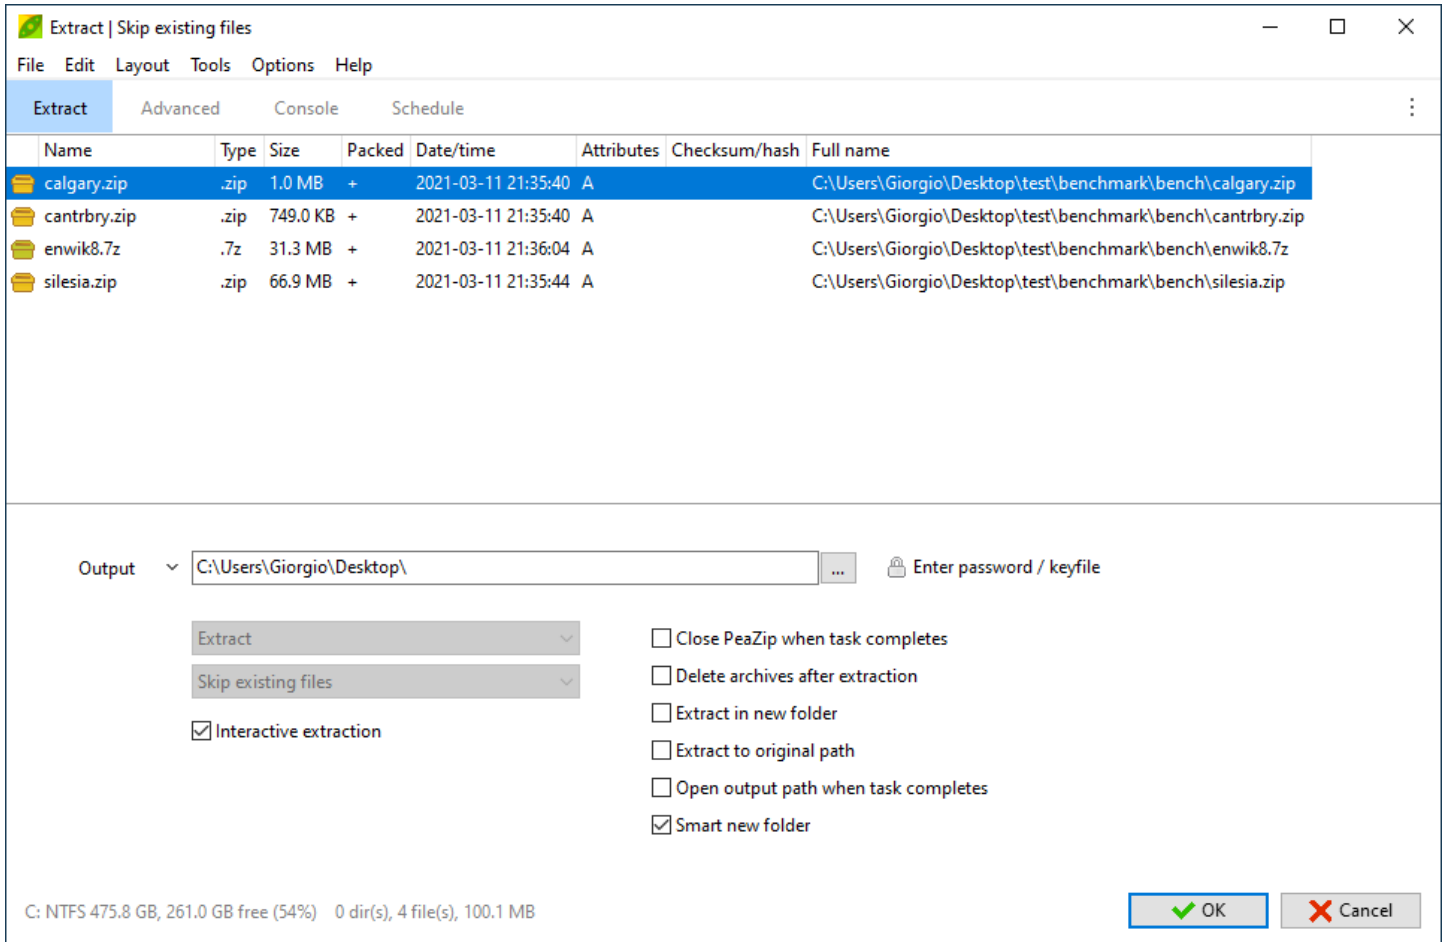 Extract | Skip existing files
File Edit Layout Tools Options Help
Extract Advanced Console Schedule
Name Type Size Packed Date/time Attributes Checksum/hash Full name
calgary.zip .zip 1.0 MB + 2021-03-11 21:35:40 A C:\Users\Giorgio\Desktop\test\benchmark\bench\calgary.zip
cantrbry.zip .zip 749.0 KB + 2021-03-11 21:35:40 A C:\Users\Giorgio\Desktop\test\benchmark\bench\cantrbry.zip
enwik8.7z .7z 31.3 MB + 2021-03-11 21:36:04 A C:\Users\Giorgio\Desktop\test\benchmark\bench\enwik8.7z
silesia.zip .zip 66.9 MB + 2021-03-11 21:35:44 A C:\Users\Giorgio\Desktop\test\benchmark\bench\silesia.zip
Output C:\Users\Giorgio\Desktop\ ... Enter password / keyfile
Extract
Skip existing files
Interactive extraction
Close PeaZip when task completes
Delete archives after extraction
Extract in new folder
Extract to original path
Open output path when task completes
Smart new folder
C: NTFS 475.8 GB, 261.0 GB free (54%) 0 dir(s), 4 file(s), 100.1 MB
OK Cancel